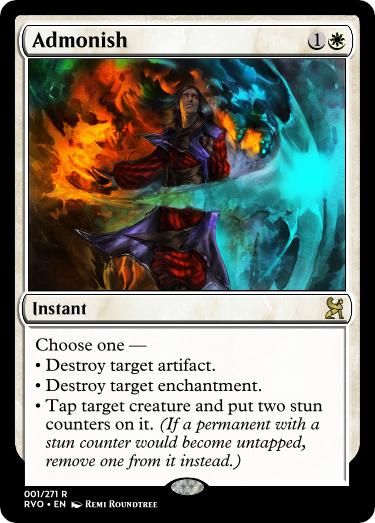 Admonish 1
Instant
Choose one —
• Destroy target artifact.
• Destroy target enchantment.
• Tap target creature and put two stun
counters on it. (If a permanent with a
stun counter would become untapped,
remove one from it instead.)
001/271 R
RVO • EN Remi Roundtree